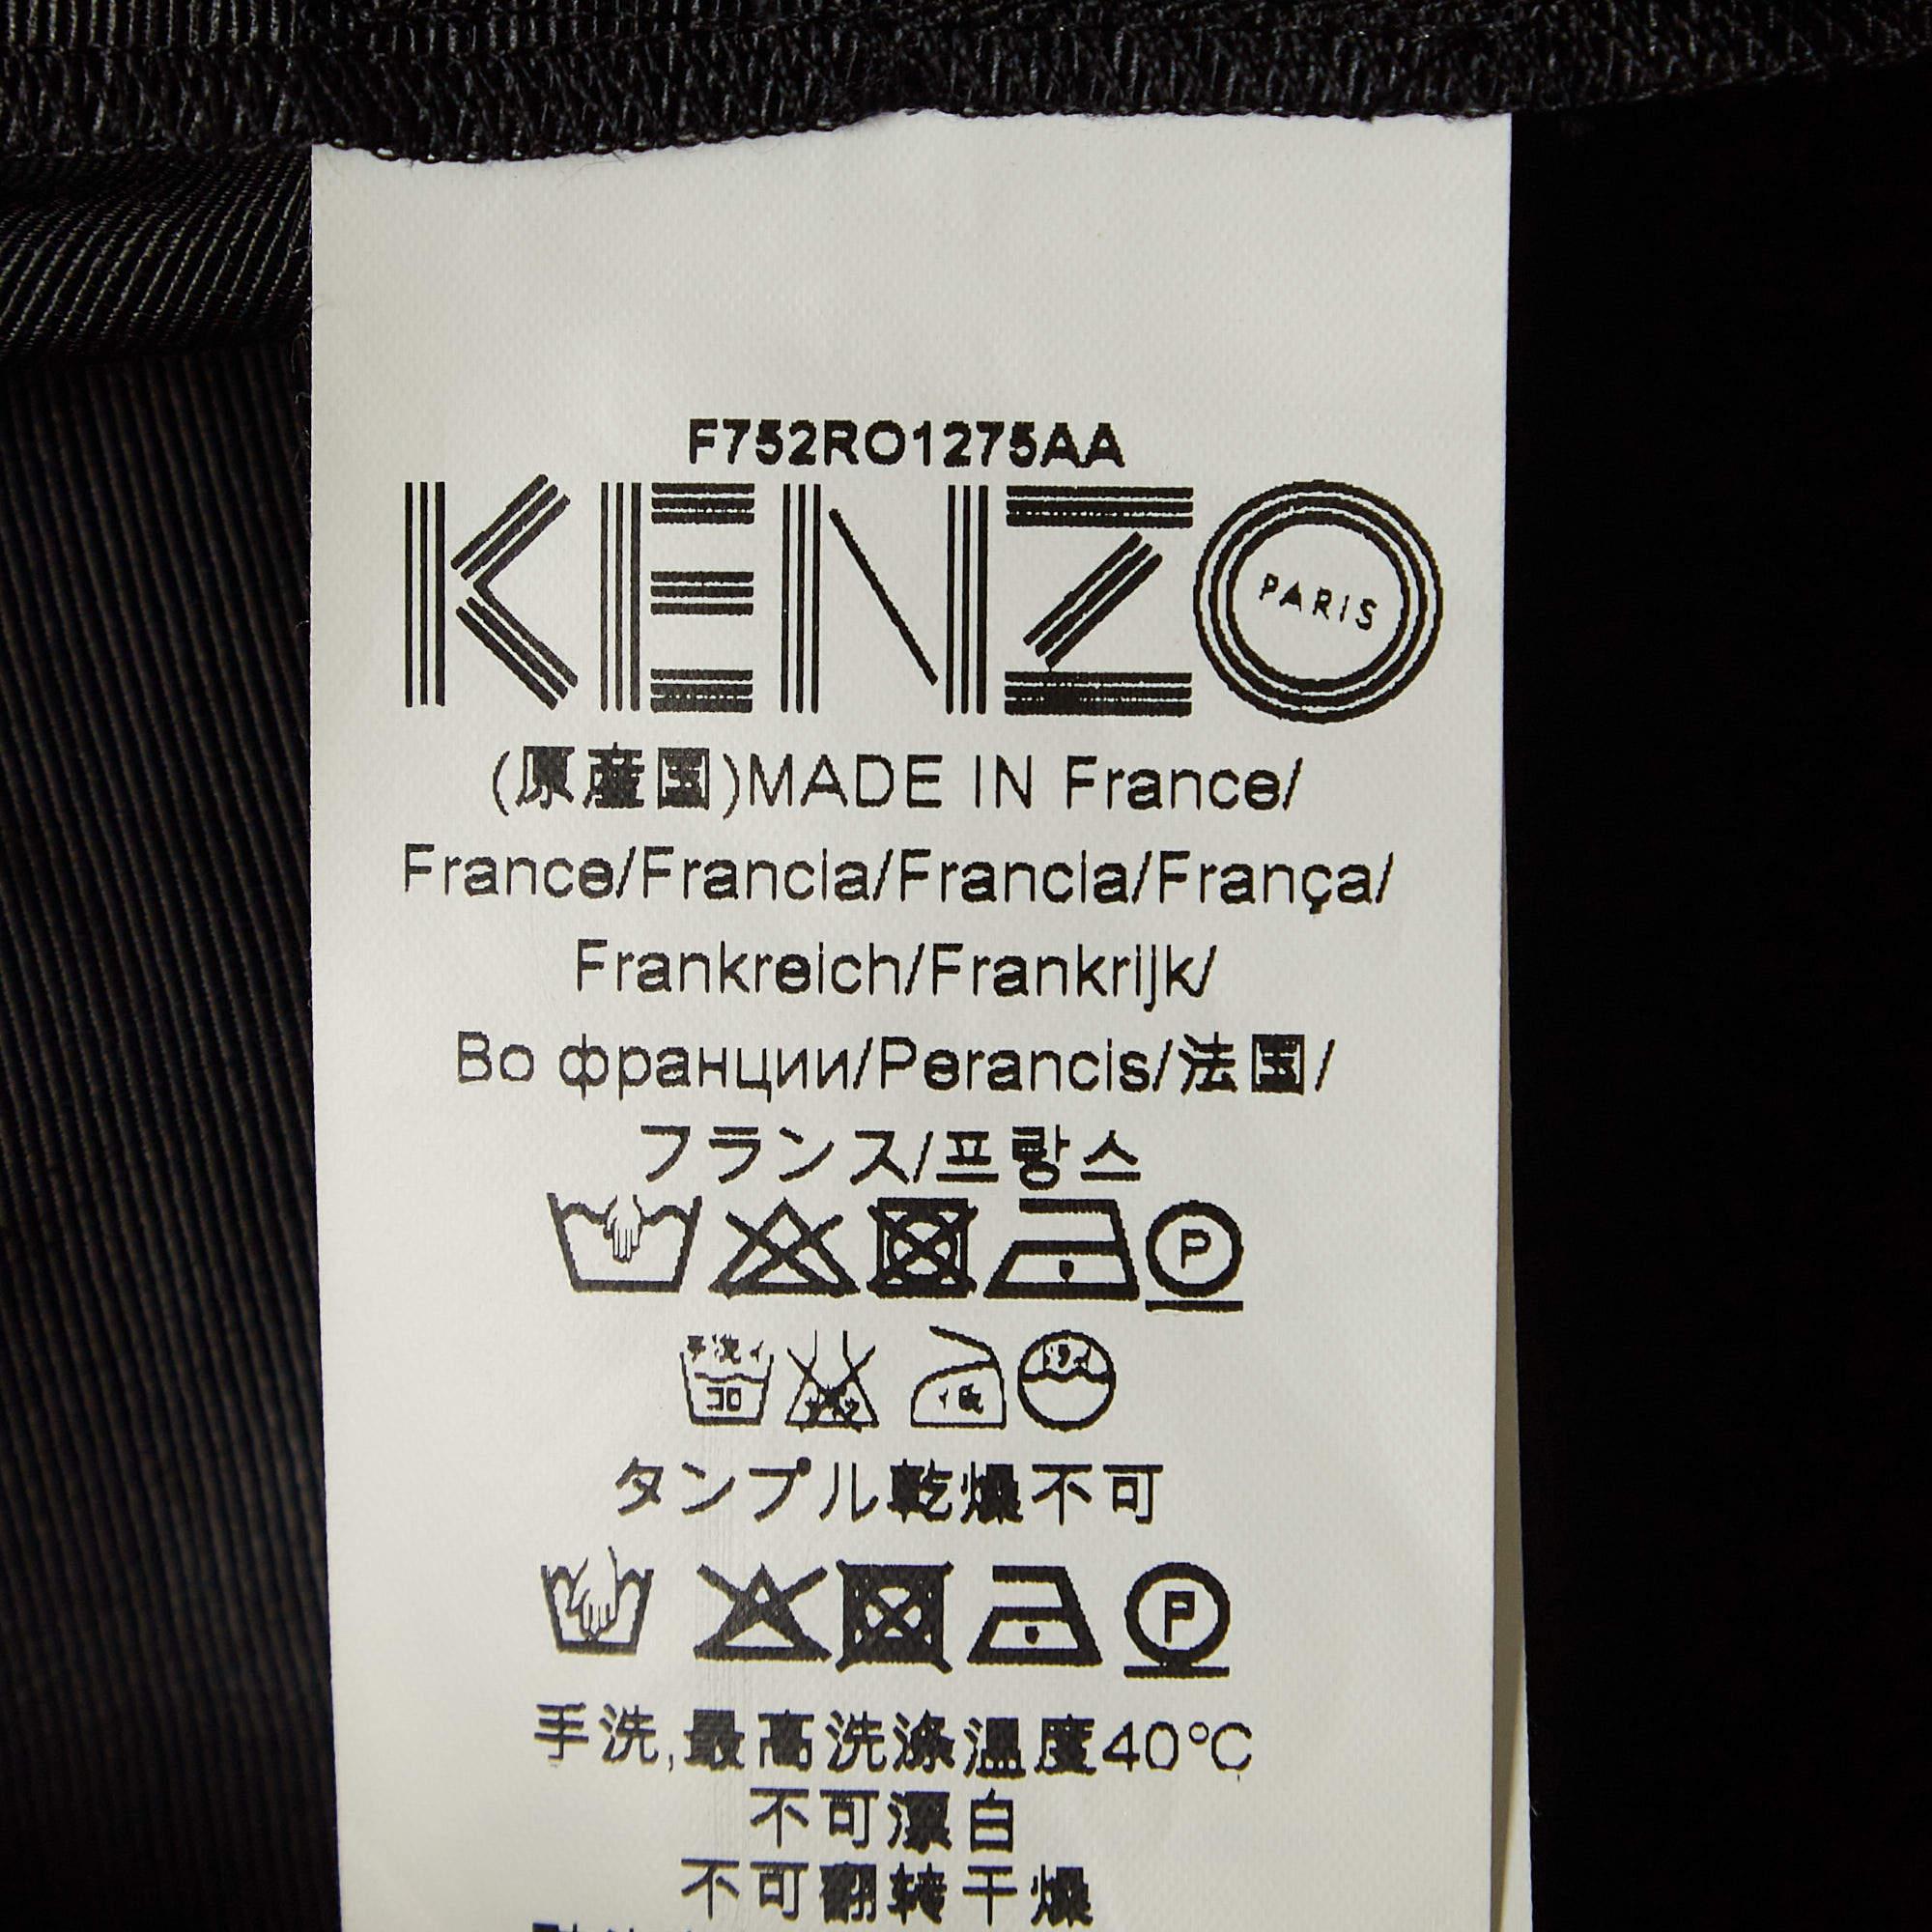 F752RO1275AA
KENZO
PARIS
(原産国)MADE IN France/
France/Francia/Francia/França/
Frankreich/Frankrijk/
Во франции/Perancis/法国/
フランス/프랑스
P
タンプル乾燥不可
P
手洗,最高洗涤温度40°C
不可漂白
不可翻转干燥